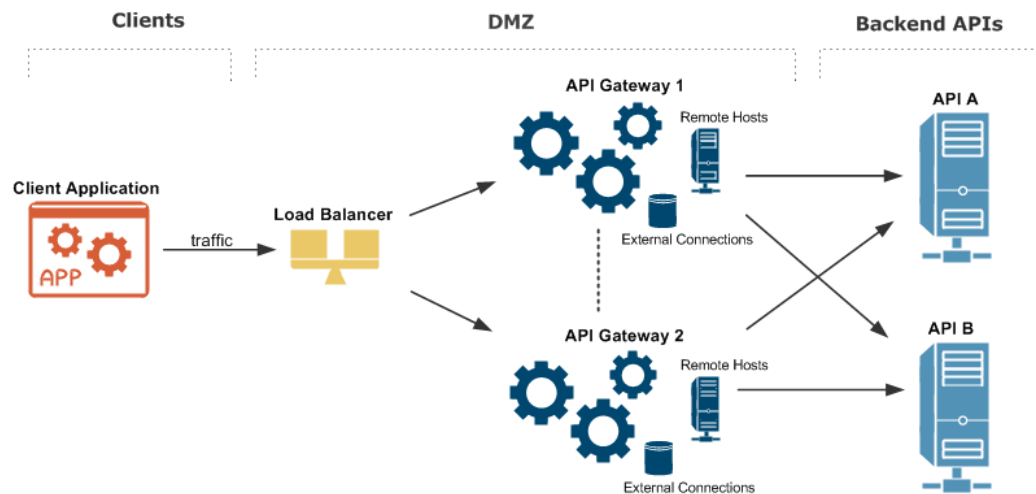 Clients
DMZ
Backend APIs
API Gateway 1
API A
Remote Hosts
Client Application
Load Balancer
traffic
External Connections
APP
API Gateway 2
API B
Remote Hosts
External Connections